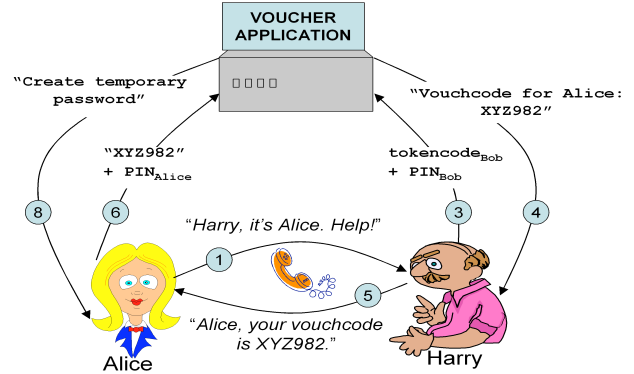 VOUCHER
APPLICATION
“Create temporary
password”
“Vouchcode for Alice:
XYZ982”
“XYZ982”
+ PINAlice
tokencodeBob
+ PINBob
8
6
3
4
“Harry, it’s Alice. Help!”
1
5
“Alice, your vouchcode
is XYZ982.”
Alice
Harry